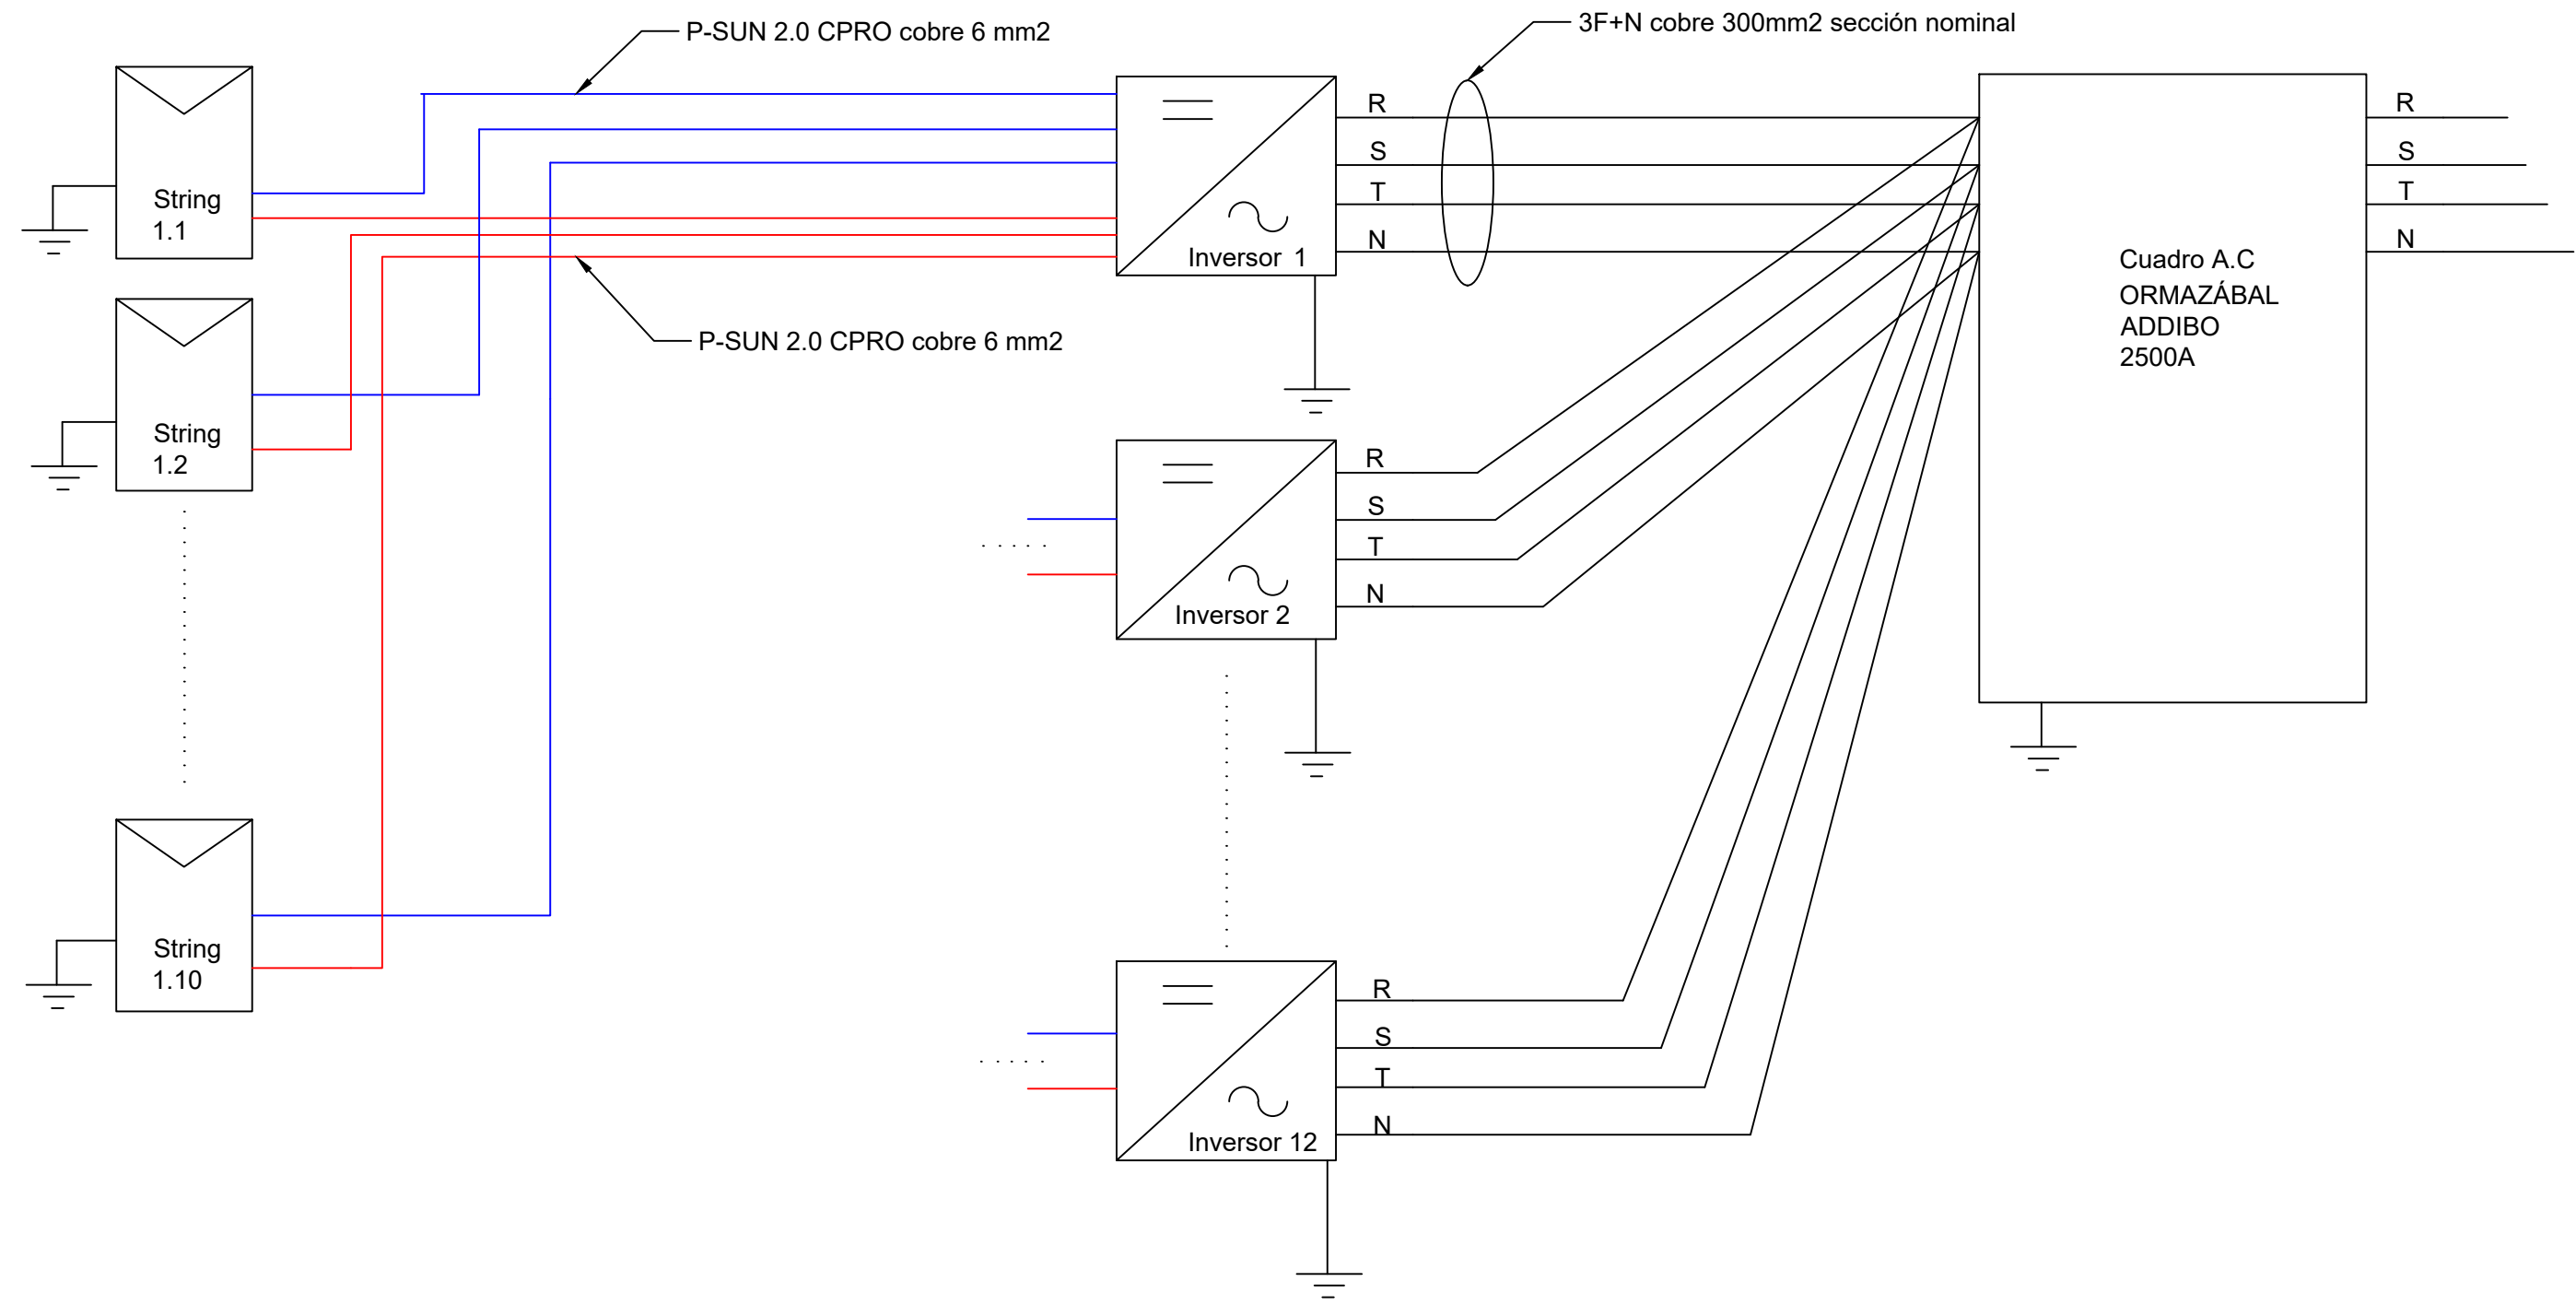 P-SUN 2.0 CPRO cobre 6 mm2
3F+N cobre 300mm2 sección nominal
String
1.1
R
S
T
N
Inversor 1
R
S
T
N
Cuadro A.C
ORMAZÁBAL
ADDIBO
2500A
P-SUN 2.0 CPRO cobre 6 mm2
String
1.2
R
S
T
N
Inversor 2
String
1.10
R
S
T
N
Inversor 12